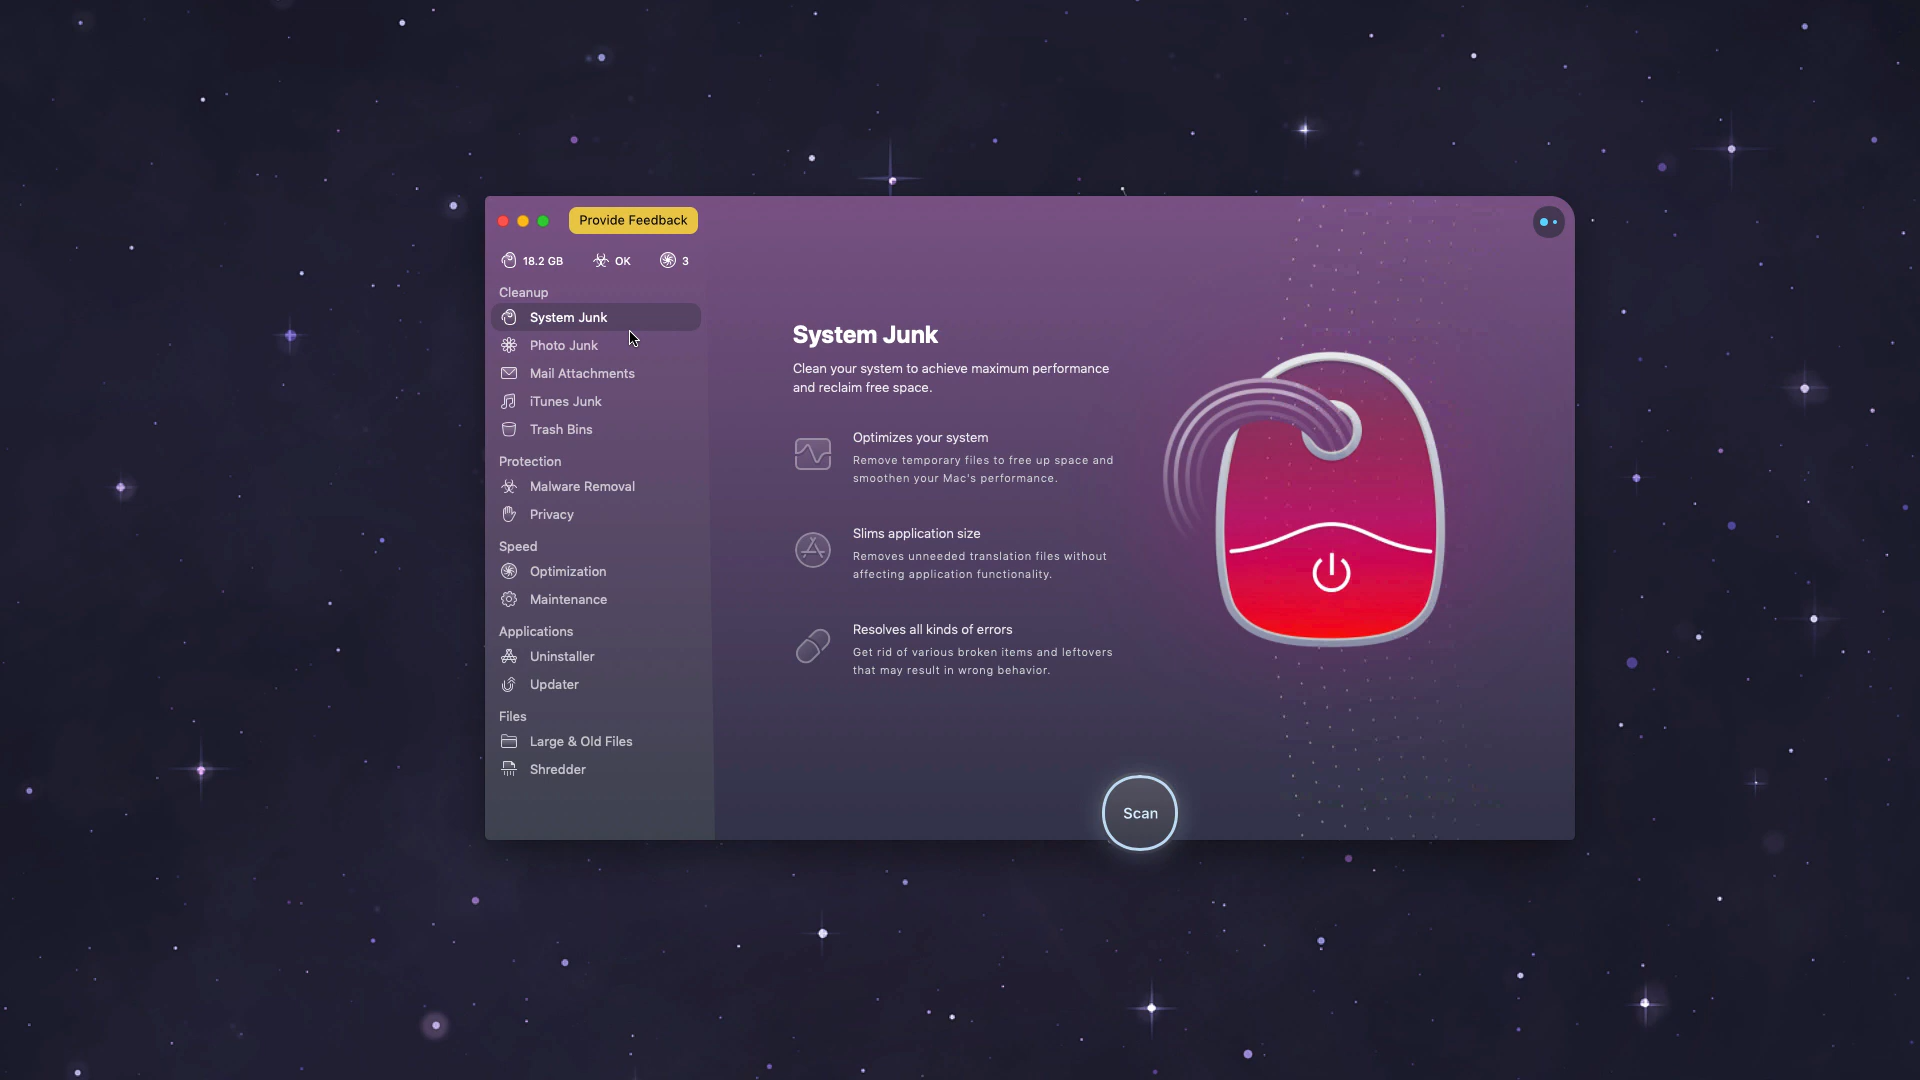 Provide Feedback
18.2 GB OK 3
Cleanup
System Junk
Photo Junk
Mail Attachments
iTunes Junk
Trash Bins
Protection
Malware Removal
Privacy
Speed
Optimization
Maintenance
Applications
Uninstaller
Updater
Files
Large & Old Files
Shredder
System Junk
Clean your system to achieve maximum performance
and reclaim free space.
Optimizes your system
Remove temporary files to free up space and
smoothen your Mac's performance.
Slims application size
Removes unneeded translation files without
affecting application functionality.
Resolves all kinds of errors
Get rid of various broken items and leftovers
that may result in wrong behavior.
Scan